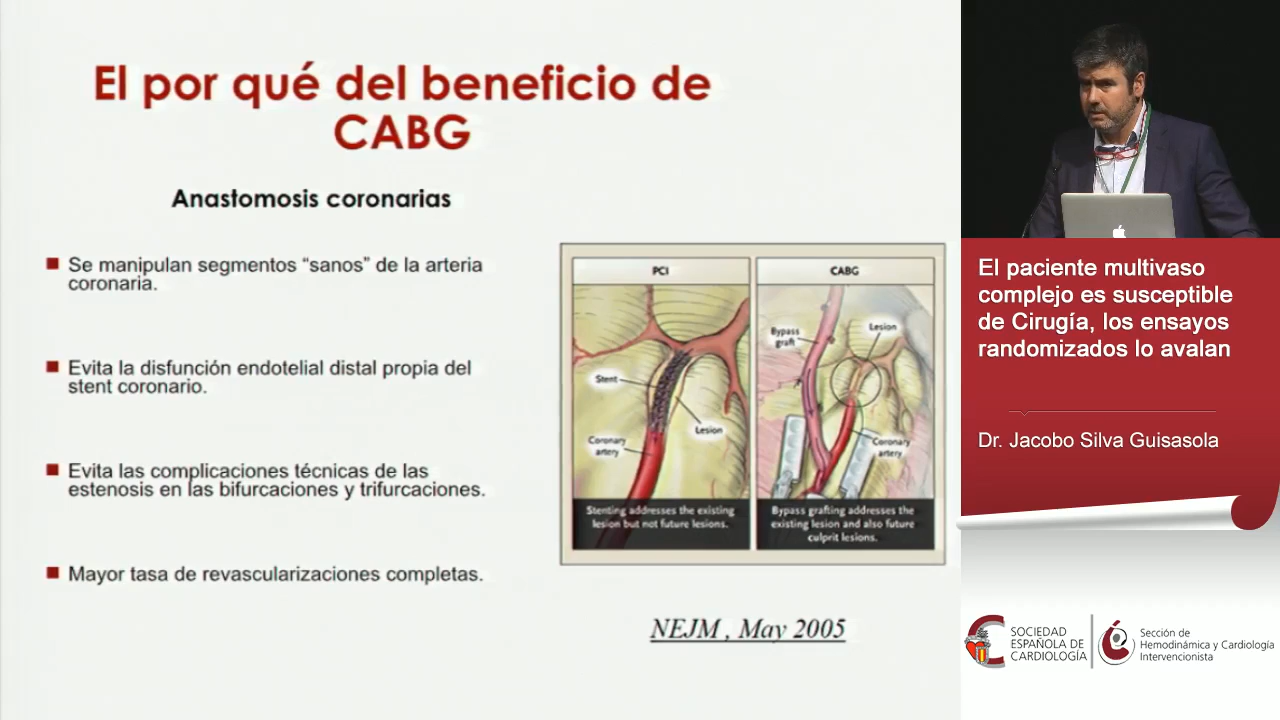 El por qué del beneficio de
CABG
Anastomosis coronarias
Se manipulan segmentos “sanos” de la arteria
coronaria.
Evita la disfunción endotelial distal propia del
stent coronario.
Evita las complicaciones técnicas de las
estenosis en las bifurcaciones y trifurcaciones.
Mayor tasa de revascularizaciones completas.
PCI
Stent
Lesion
Coronary
artery
Stenting addresses the existing
lesion but not future lesions.
CABG
Bypass
graft
Lesion
Coronary
artery
Bypass grafting addresses the
existing lesion and also future
culprit lesions.
NEJM , May 2005
El paciente multivaso
complejo es susceptible
de Cirugía, los ensayos
randomizados lo avalan
Dr. Jacobo Silva Guisasola
SOCIEDAD
ESPAÑOLA DE
CARDIOLOGÍA
Sección de
Hemodinámica y Cardiología
Intervencionista